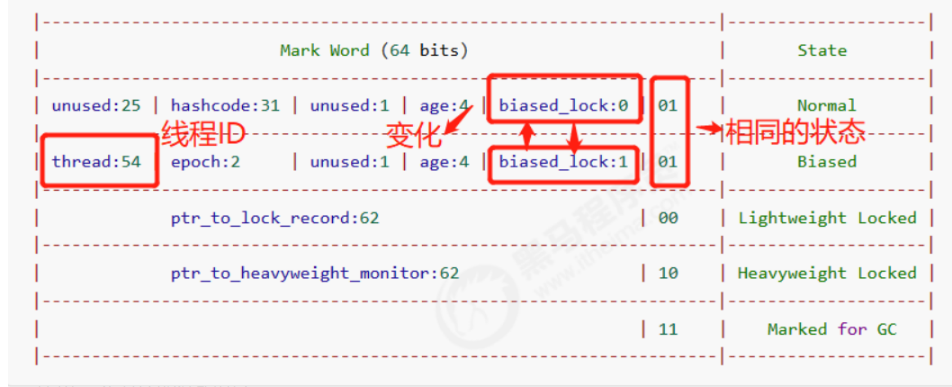 Mark Word (64 bits) | State
| unused:25 | hashcode:31 | unused:1 | age:4 | biased_lock:0 | 01 | Normal |
线程ID 变化 相同的状态
| thread:54 | epoch:2 | unused:1 | age:4 | biased_lock:1 | 01 | Biased |
| ptr_to_lock_record:62 | 00 | Lightweight Locked |
| ptr_to_heavyweight_monitor:62 | 10 | Heavyweight Locked |
| 11 | Marked for GC |
黑马程序员
www.itheima.com